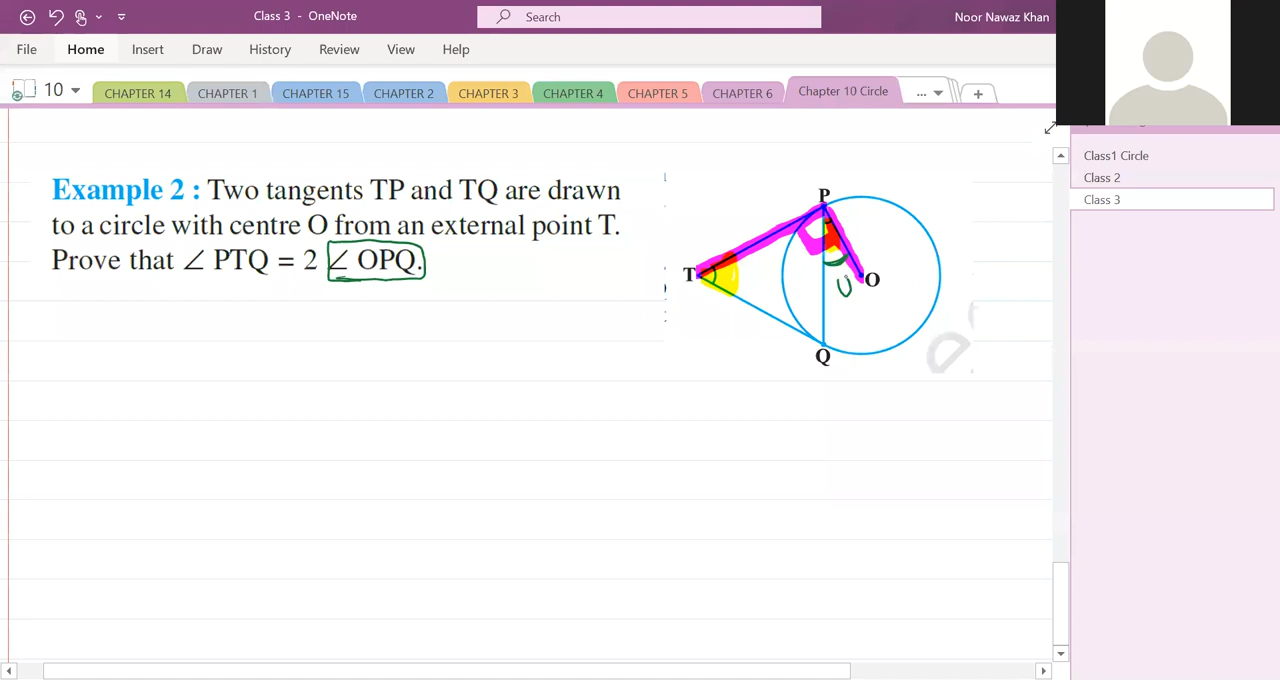 Class 3 - OneNote
Search
Noor Nawaz Khan
File Home Insert Draw History Review View Help
10
CHAPTER 14
CHAPTER 1
CHAPTER 15
CHAPTER 2
CHAPTER 3
CHAPTER 4
CHAPTER 5
CHAPTER 6
Chapter 10 Circle
...
Class1 Circle
Class 2
Class 3
Example 2 : Two tangents TP and TQ are drawn
to a circle with centre O from an external point T.
Prove that ∠ PTQ = 2 ∠ OPQ.
P
T
O
Q